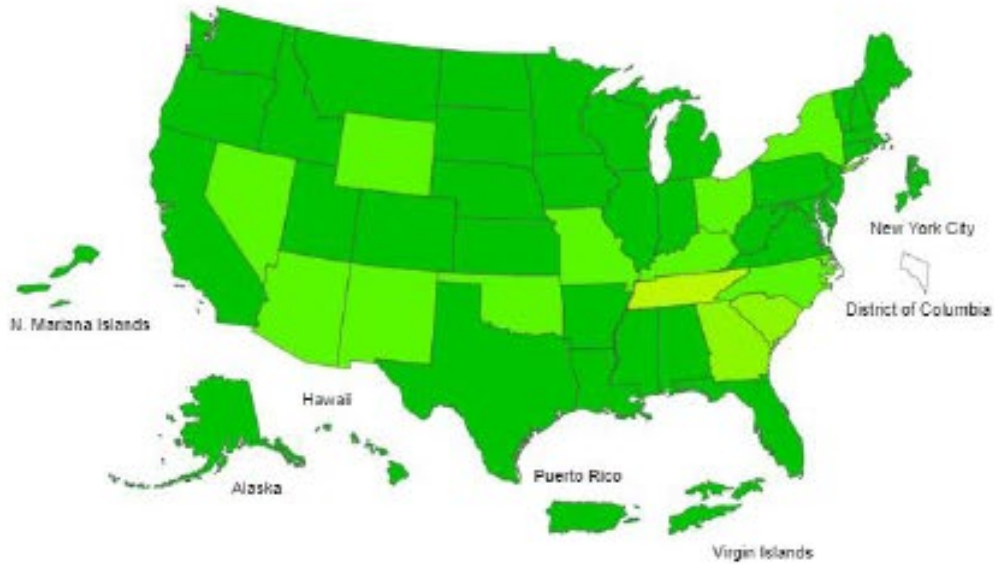 New York City
District of Columbia
N. Mariana Islands
Hawaii
Alaska
Puerto Rico
Virgin Islands